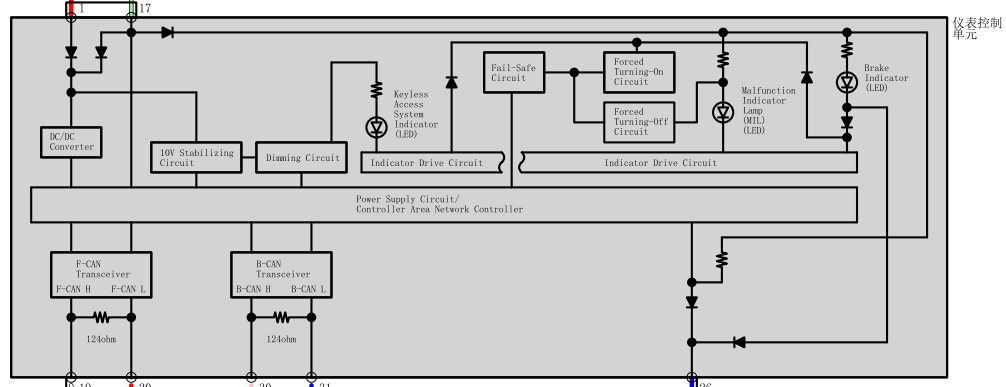 1
17
仪表控制
单元
Fail-Safe
Circuit
Forced
Turning-On
Circuit
Brake
Indicator
(LED)
Keyless
Access
System
Indicator
(LED)
Malfunction
Indicator
Lamp
(MIL)
(LED)
Forced
Turning-Off
Circuit
DC/DC
Converter
10V Stabilizing
Circuit
Dimming Circuit
Indicator Drive Circuit
Indicator Drive Circuit
Power Supply Circuit/
Controller Area Network Controller
F-CAN
Transceiver
F-CAN H
F-CAN L
B-CAN
Transceiver
B-CAN H
B-CAN L
124ohm
124ohm